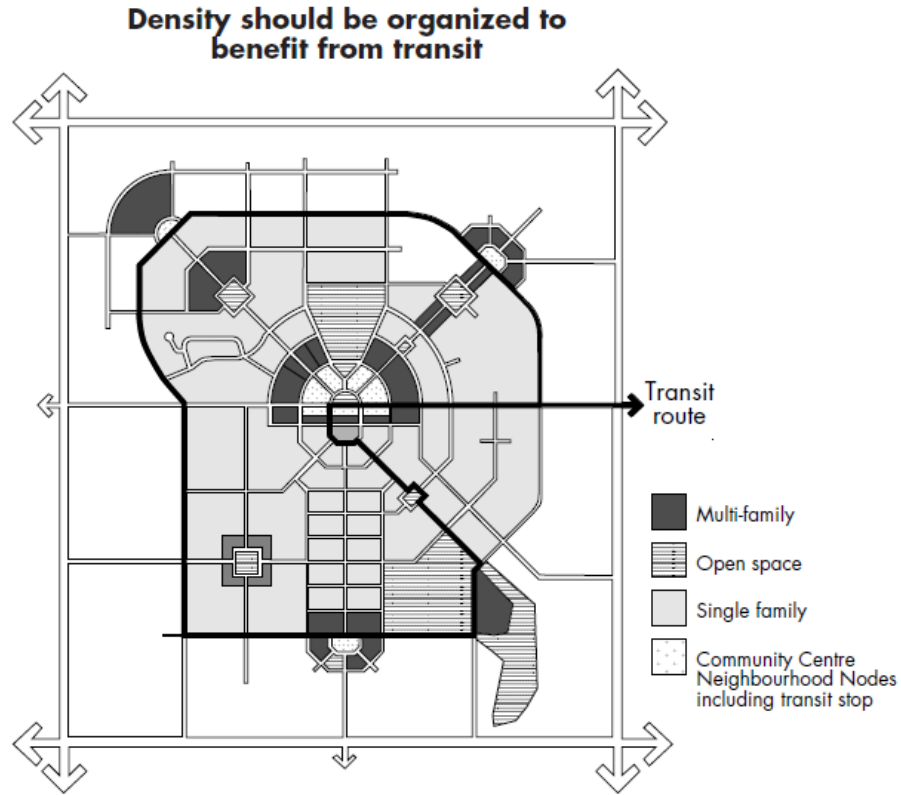 Density should be organized to
benefit from transit
Transit
route
Multi-family
Open space
Single family
Community Centre
Neighbourhood Nodes
including transit stop